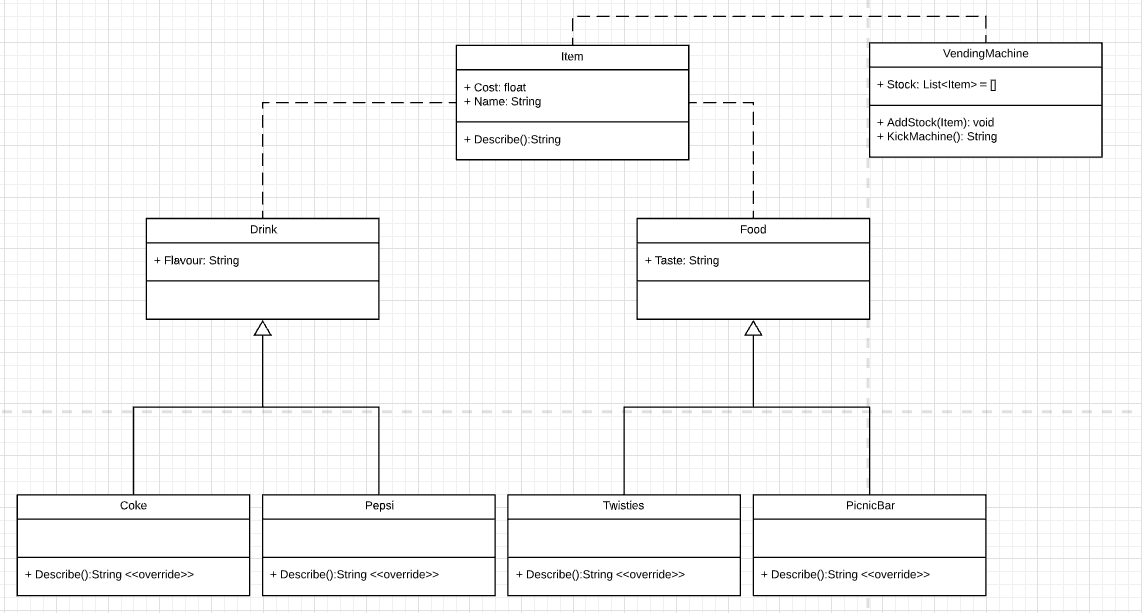 Item
+ Cost: float
+ Name: String
+ Describe():String
VendingMachine
+ Stock: List<Item> = []
+ AddStock(Item): void
+ KickMachine(): String
Drink
+ Flavour: String
Food
+ Taste: String
Coke
+ Describe():String <<override>>
Pepsi
+ Describe():String <<override>>
Twisties
+ Describe():String <<override>>
PicnicBar
+ Describe():String <<override>>